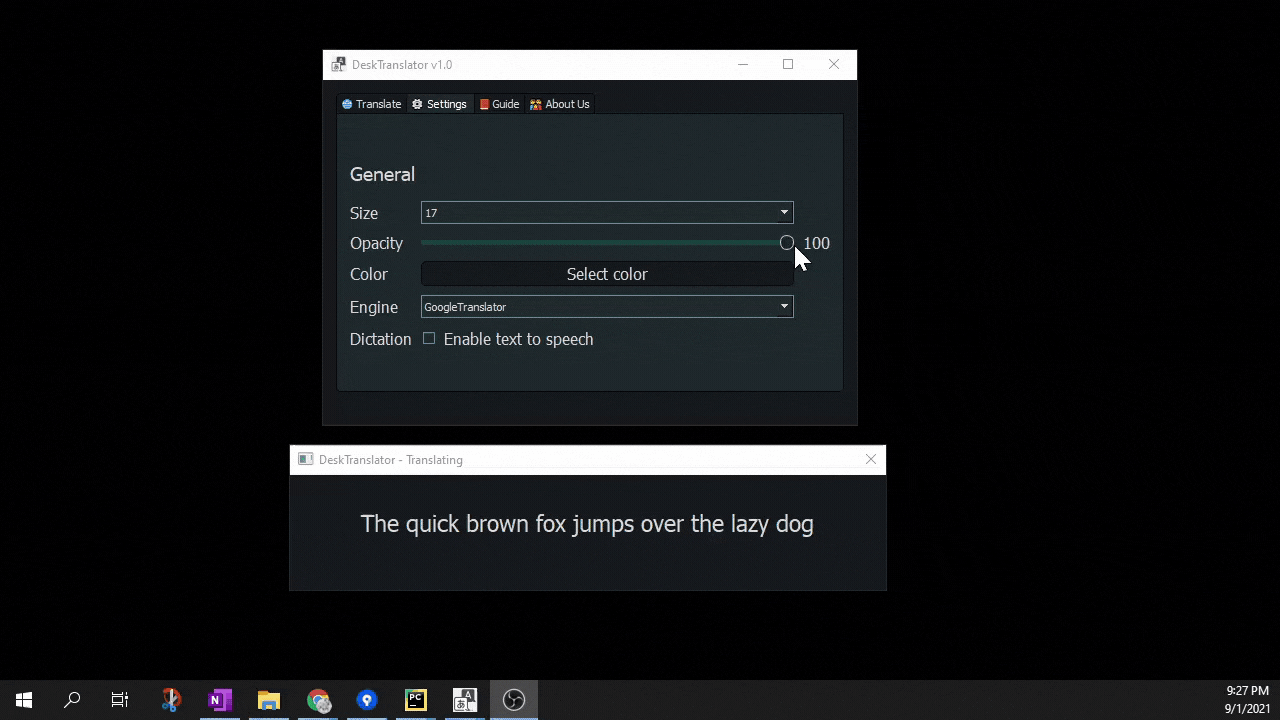 DeskTranslator v1.0
Translate Settings Guide About Us
General
Size 17
Opacity 100
Color Select color
Engine GoogleTranslator
Dictation Enable text to speech
DeskTranslator - Translating
The quick brown fox jumps over the lazy dog
N PC あ A
9:27 PM
9/1/2021